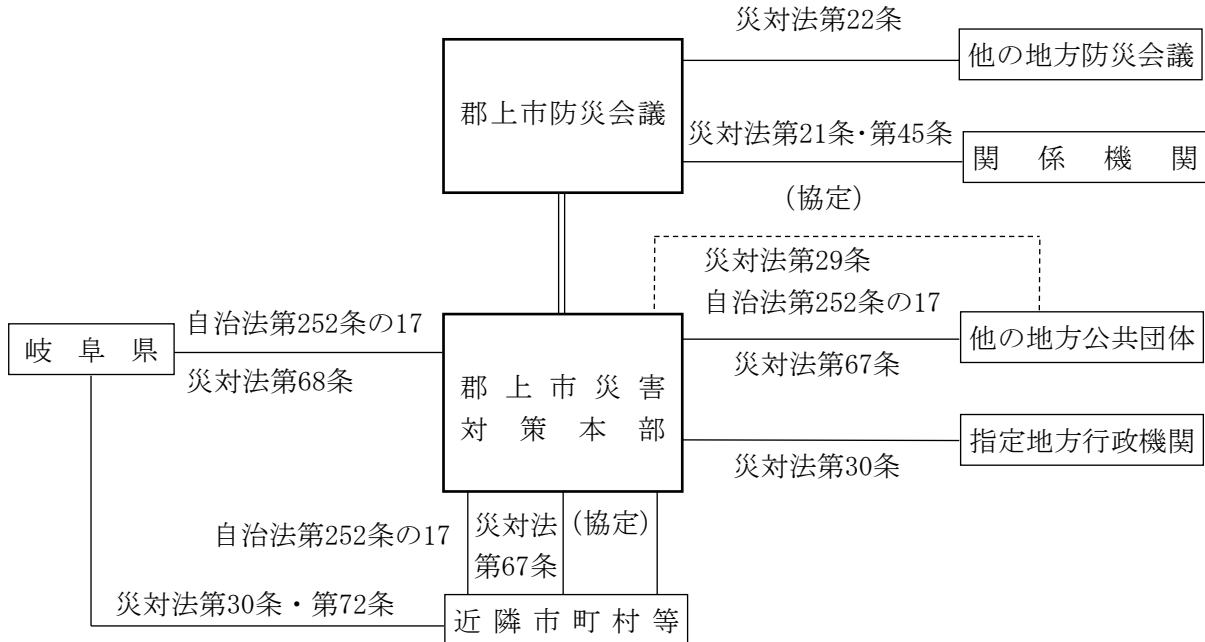 災対法第22条
他の地方防災会議
郡上市防災会議
災対法第21条・第45条
関係機関
(協定)
災対法第29条
自治法第252条の17
他の地方公共団体
災対法第67条
自治法第252条の17
岐阜県
災対法第68条
郡上市災害
対策本部
指定地方行政機関
災対法第30条
自治法第252条の17
災対法
第67条
(協定)
災対法第30条・第72条
近隣市町村等